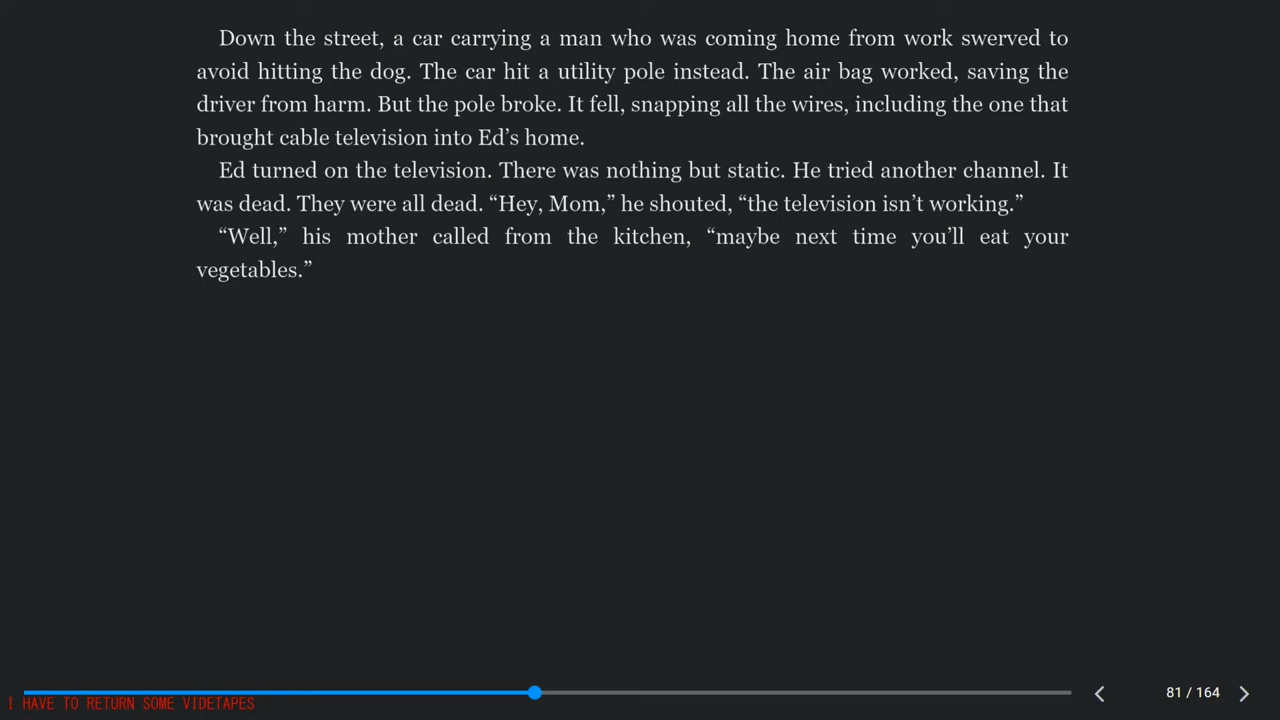 Down the street, a car carrying a man who was coming home from work swerved to
avoid hitting the dog. The car hit a utility pole instead. The air bag worked, saving the
driver from harm. But the pole broke. It fell, snapping all the wires, including the one that
brought cable television into Ed’s home.
Ed turned on the television. There was nothing but static. He tried another channel. It
was dead. They were all dead. “Hey, Mom,” he shouted, “the television isn’t working.”
“Well,” his mother called from the kitchen, “maybe next time you’ll eat your
vegetables.”
81 / 164
I HAVE TO RETURN SOME VIDETAPES